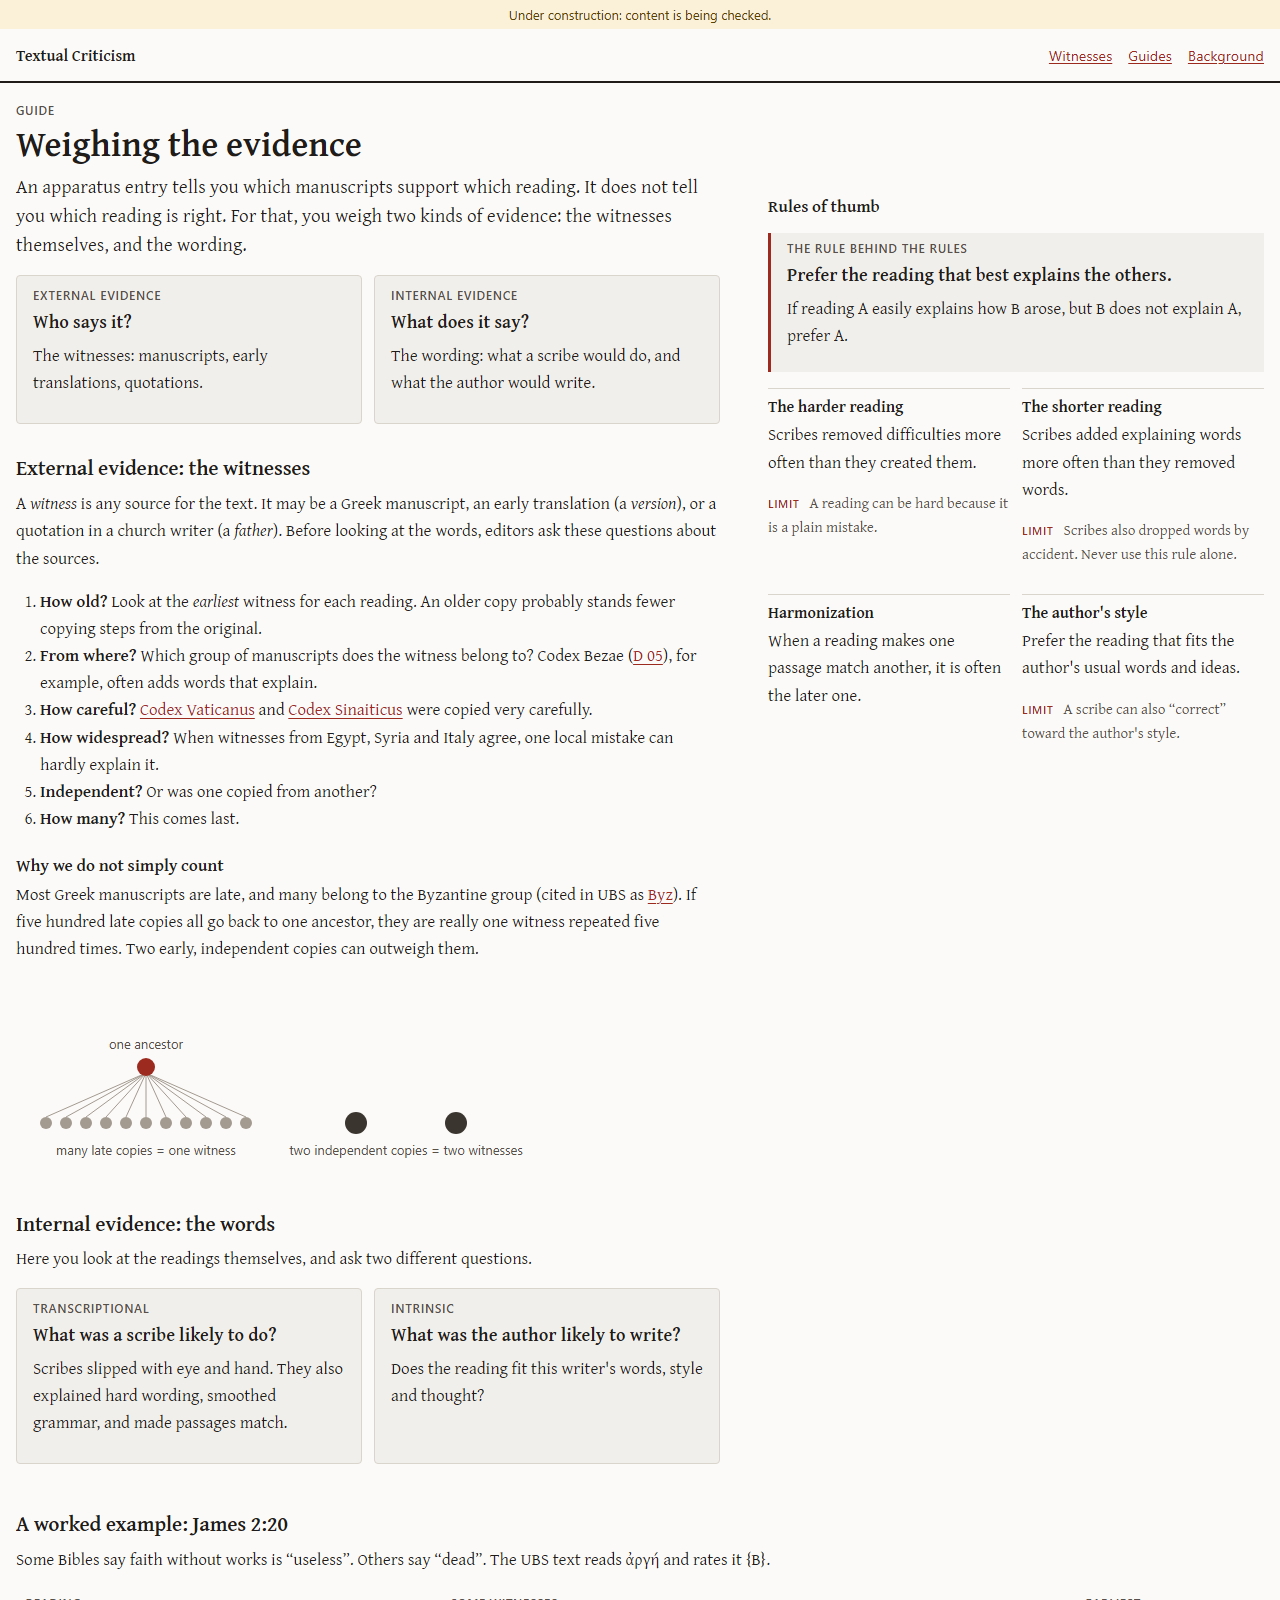 Under construction: content is being checked.
Textual Criticism
Witnesses Guides Background
GUIDE
Weighing the evidence
An apparatus entry tells you which manuscripts support which reading. It does not tell
you which reading is right. For that, you weigh two kinds of evidence: the witnesses
themselves, and the wording.
EXTERNAL EVIDENCE
Who says it?
The witnesses: manuscripts, early
translations, quotations.
INTERNAL EVIDENCE
What does it say?
The wording: what a scribe would do, and
what the author would write.
External evidence: the witnesses
A witness is any source for the text. It may be a Greek manuscript, an early translation (a version), or a
quotation in a church writer (a father). Before looking at the words, editors ask these questions about
the sources.
1. How old? Look at the earliest witness for each reading. An older copy probably stands fewer
copying steps from the original.
2. From where? Which group of manuscripts does the witness belong to? Codex Bezae (D 05), for
example, often adds words that explain.
3. How careful? Codex Vaticanus and Codex Sinaiticus were copied very carefully.
4. How widespread? When witnesses from Egypt, Syria and Italy agree, one local mistake can
hardly explain it.
5. Independent? Or was one copied from another?
6. How many? This comes last.
Why we do not simply count
Most Greek manuscripts are late, and many belong to the Byzantine group (cited in UBS as Byz). If
five hundred late copies all go back to one ancestor, they are really one witness repeated five
hundred times. Two early, independent copies can outweigh them.
one ancestor
many late copies = one witness
two independent copies = two witnesses
Internal evidence: the words
Here you look at the readings themselves, and ask two different questions.
TRANSCRIPTIONAL
What was a scribe likely to do?
Scribes slipped with eye and hand. They also
explained hard wording, smoothed
grammar, and made passages match.
INTRINSIC
What was the author likely to write?
Does the reading fit this writer's words, style
and thought?
Rules of thumb
THE RULE BEHIND THE RULES
Prefer the reading that best explains the others.
If reading A easily explains how B arose, but B does not explain A,
prefer A.
The harder reading
Scribes removed difficulties more
often than they created them.
LIMIT A reading can be hard because it
is a plain mistake.
The shorter reading
Scribes added explaining words
more often than they removed
words.
LIMIT Scribes also dropped words by
accident. Never use this rule alone.
Harmonization
When a reading makes one
passage match another, it is often
the later one.
The author's style
Prefer the reading that fits the
author's usual words and ideas.
LIMIT A scribe can also “correct”
toward the author's style.
A worked example: James 2:20
Some Bibles say faith without works is “useless”. Others say “dead”. The UBS text reads ἀργή and rates it {B}.